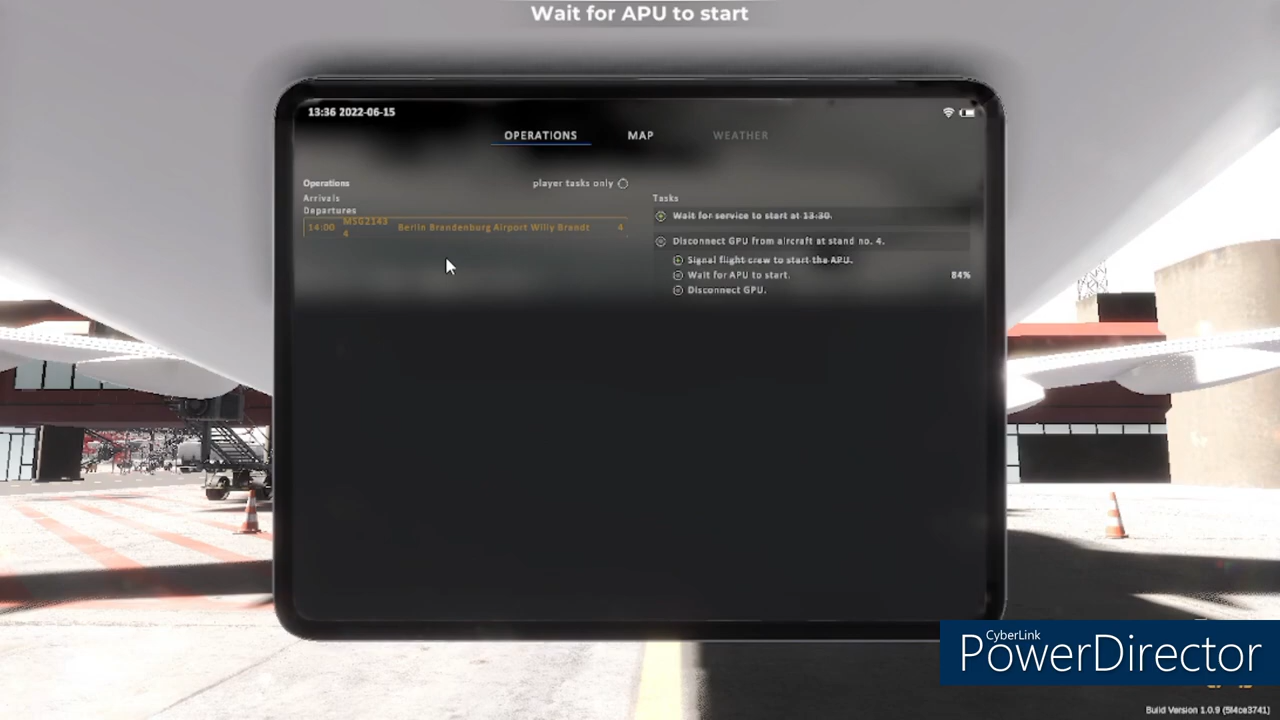 Wait for APU to start
13:36 2022-06-15
OPERATIONS MAP WEATHER
Operations
player tasks only
Arrivals
Departures
14:00 MSG2143 4 Berlin Brandenburg Airport Willy Brandt 4
Tasks
Wait for service to start at 13:30.
Disconnect GPU from aircraft at stand no. 4.
Signal flight crew to start the APU.
Wait for APU to start. 84%
Disconnect GPU.
CyberLink
PowerDirector
Build Version 1.0.9 (5f4ce3741)